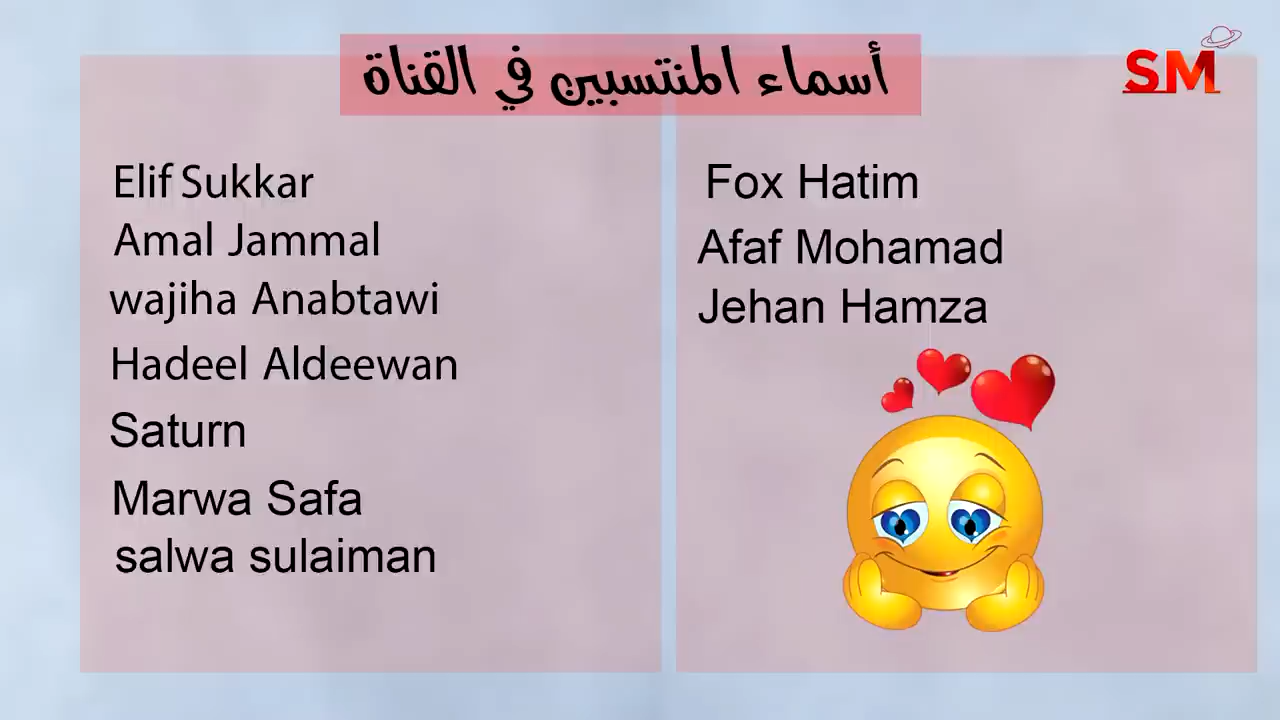 أسماء المنتسبين في القناة
SM
Elif Sukkar
Amal Jammal
wajiha Anabtawi
Hadeel Aldeewan
Saturn
Marwa Safa
salwa sulaiman
Fox Hatim
Afaf Mohamad
Jehan Hamza